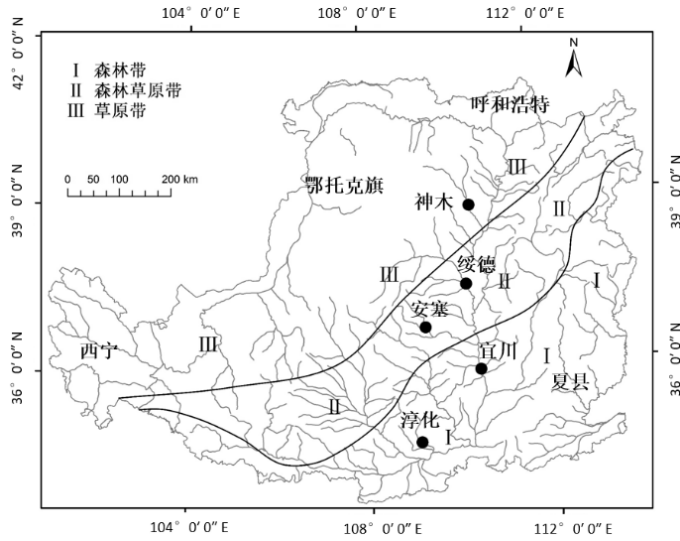 104° 0′ 0″ E
108° 0′ 0″ E
112° 0′ 0″ E
42° 0′ 0″ N
N
I 森林带
II 森林草原带
III 草原带
呼和浩特
0 50 100 200 km
III
鄂托克旗
神木
II
39° 0′ 0″ N
39° 0′ 0″ N
绥德
III
II
I
安塞
宜川
西宁
III
I
夏县
36° 0′ 0″ N
36° 0′ 0″ N
II
淳化
I
104° 0′ 0″ E
108° 0′ 0″ E
112° 0′ 0″ E